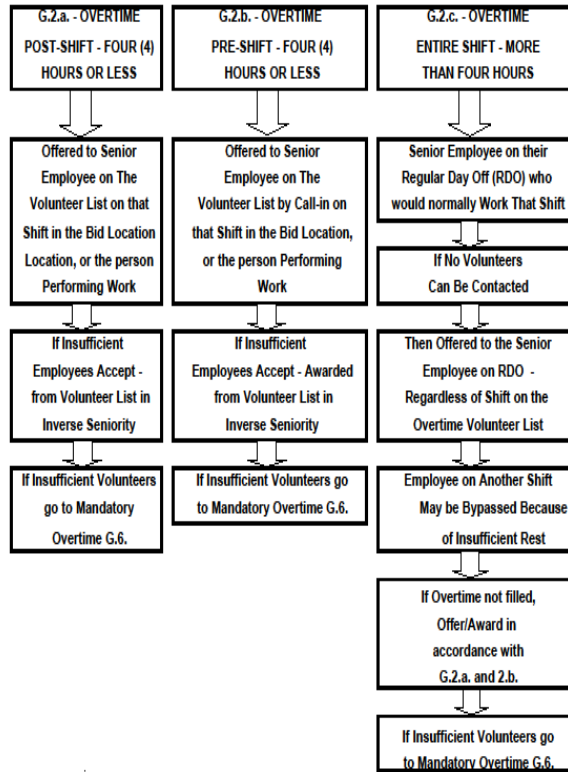 G.2.a. - OVERTIME
POST-SHIFT - FOUR (4)
HOURS OR LESS
Offered to Senior
Employee on The
Volunteer List on that
Shift in the Bid Location
Location, or the person
Performing Work
If Insufficient
Employees Accept -
from Volunteer List in
Inverse Seniority
If Insufficient Volunteers
go to Mandatory
Overtime G.6.
G.2.b. - OVERTIME
PRE-SHIFT - FOUR (4)
HOURS OR LESS
Offered to Senior
Employee on The
Volunteer List by Call-in on
that Shift in the Bid Location,
or the person Performing
Work
If Insufficient
Employees Accept - Awarded
from Volunteer List in
Inverse Seniority
If Insufficient Volunteers go
to Mandatory Overtime G.6.
G.2.c. - OVERTIME
ENTIRE SHIFT - MORE
THAN FOUR HOURS
Senior Employee on their
Regular Day Off (RDO) who
would normally Work That Shift
If No Volunteers
Can Be Contacted
Then Offered to the Senior
Employee on RDO -
Regardless of Shift on the
Overtime Volunteer List
Employee on Another Shift
May be Bypassed Because
of Insufficient Rest
If Overtime not filled,
Offer/Award in
accordance with
G.2.a. and 2.b.
If Insufficient Volunteers go
to Mandatory Overtime G.6.